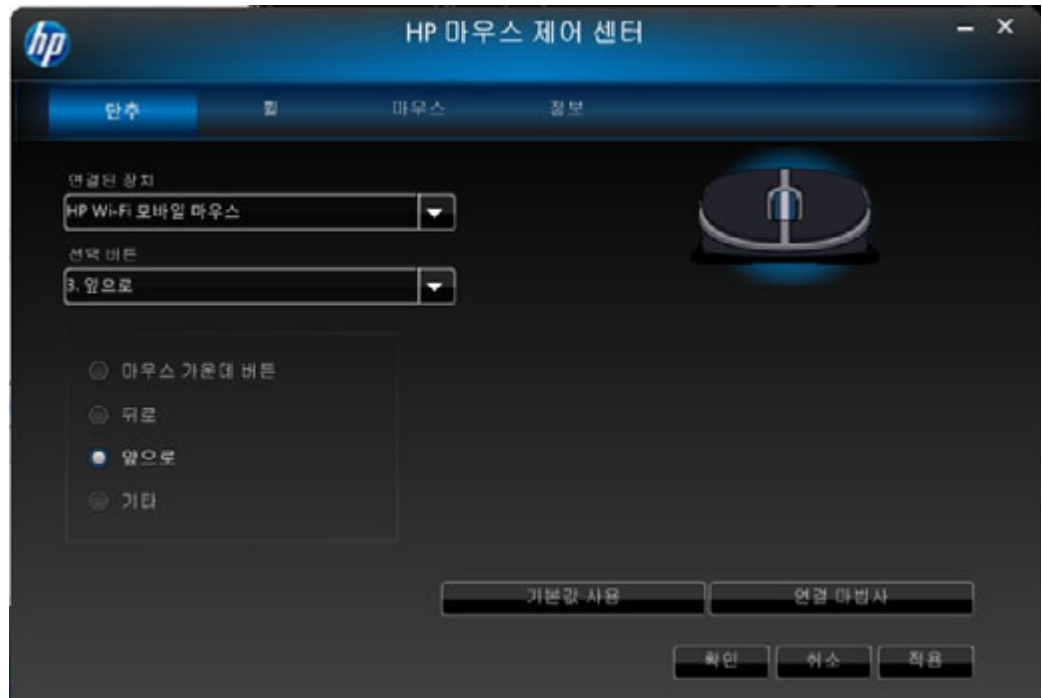 hp
HP 마우스 제어 센터
단추 휠 마우스 정보
연결된 장치
HP Wi-Fi 모바일 마우스
선택 버튼
3. 앞으로
마우스 가운데 버튼
뒤로
앞으로
기타
기본값 사용 연결 마법사
확인 취소 적용